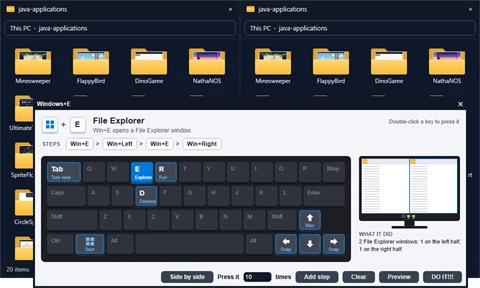 java-applications
×
java-applications
×
This PC › java-applications
This PC › java-applications
Minesweeper
FlappyBird
DinoGame
NathaNOS
Minesweeper
FlappyBird
DinoGame
NathaNOS
Ultimate
SpriteFlo
CircleSp
20 items
Windows+E
×
+ E
File Explorer
Win+E opens a File Explorer window.
Double-click a key to press it
STEPS
Win+E > Win+Left > Win+E > Win+Right
Tab
Task view
Q
W
E
Explorer
R
Run
T
Y
U
I
O
P
Bksp
Caps
A
S
D
Desktop
F
G
H
J
K
L
Enter
Shift
Z
X
C
V
B
N
M
Shift
Max
Ctrl
Start
Alt
Alt
Snap
Snap
WHAT IT DID
2 File Explorer windows: 1 on the left half,
1 on the right half.
Side by side
Press it 10 times
Add step
Clear
Preview
DO IT!!!